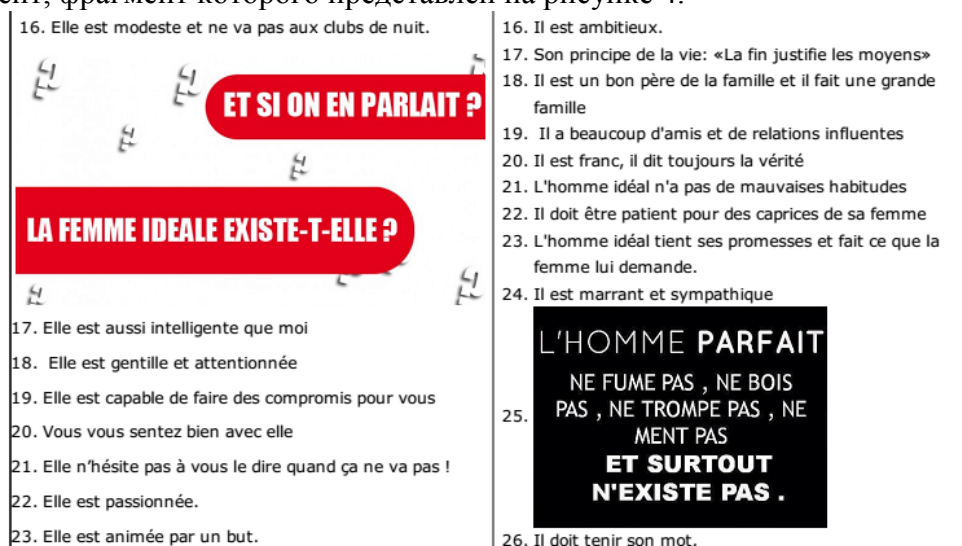 ент, фрагмент которого представлен на рисунке 4.
16. Elle est modeste et ne va pas aux clubs de nuit.
ET SI ON EN PARLAIT ?
LA FEMME IDEALE EXISTE-T-ELLE ?
17. Elle est aussi intelligente que moi
18. Elle est gentille et attentionnée
19. Elle est capable de faire des compromis pour vous
20. Vous vous sentez bien avec elle
21. Elle n’hésite pas à vous le dire quand ça ne va pas !
22. Elle est passionnée.
23. Elle est animée par un but.
16. Il est ambitieux.
17. Son principe de la vie: «La fin justifie les moyens»
18. Il est un bon père de la famille et il fait une grande
famille
19. Il a beaucoup d'amis et de relations influentes
20. Il est franc, il dit toujours la vérité
21. L'homme idéal n'a pas de mauvaises habitudes
22. Il doit être patient pour des caprices de sa femme
23. L'homme idéal tient ses promesses et fait ce que la
femme lui demande.
24. Il est marrant et sympathique
25.
L'HOMME PARFAIT
NE FUME PAS , NE BOIS
PAS , NE TROMPE PAS , NE
MENT PAS
ET SURTOUT
N'EXISTE PAS .
26. Il doit tenir son mot.